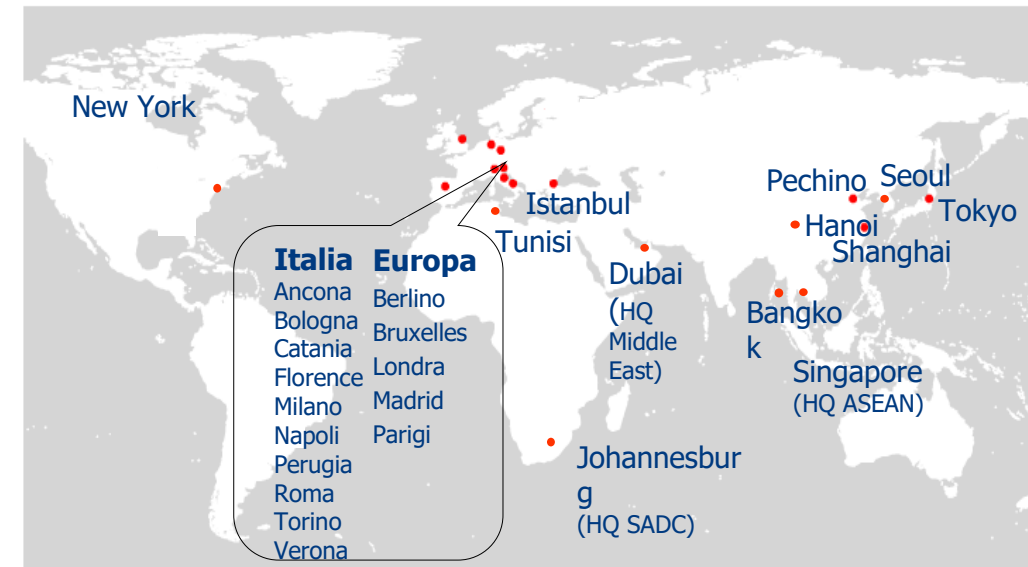 New York
Pechino
Seoul
Tokyo
Hanoi
Shanghai
Istanbul
Tunisi
Dubai
(HQ
Middle
East)
Bangko
k
Singapore
(HQ ASEAN)
Johannesbur
g
(HQ SADC)
Italia
Ancona
Bologna
Catania
Florence
Milano
Napoli
Perugia
Roma
Torino
Verona
Europa
Berlino
Bruxelles
Londra
Madrid
Parigi